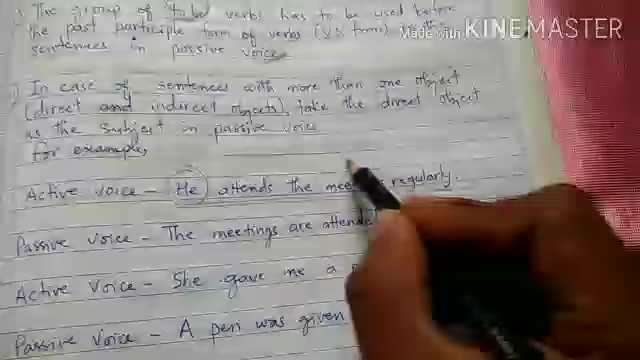 The group of "to be" verbs has to be used before
the past participle form of verbs (V3 form) in the
sentences in passive voice
Made with KINEMASTER
In case of sentences with more than one object
(direct and indirect objects), take the direct object
as the subject in passive voice
For example,
Active voice - He attends the regularly.
Passive voice - The meetings are
Active voice - She gave me a
Passive voice - A pen was given